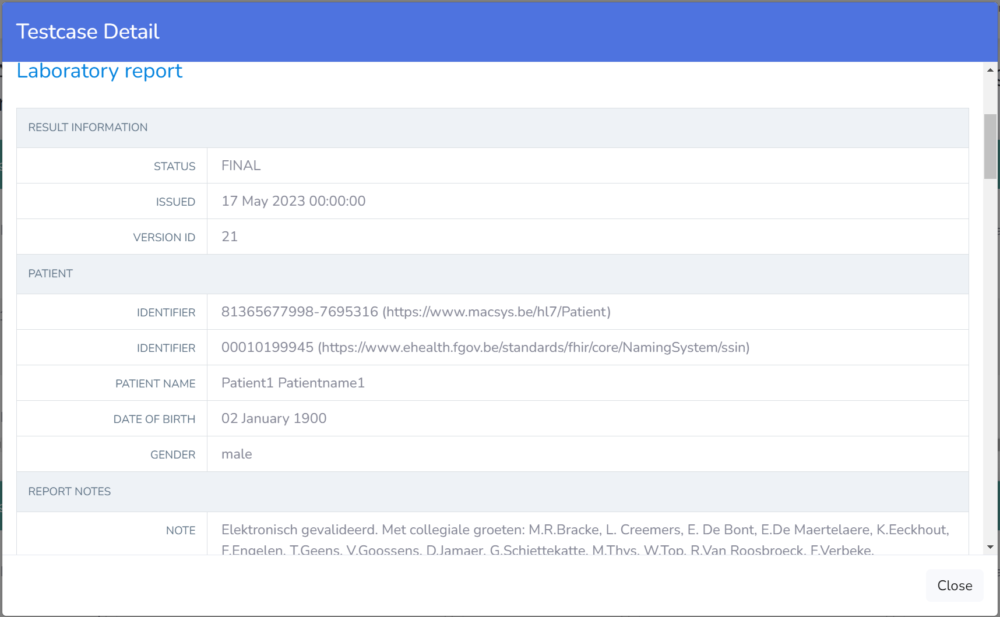 Testcase Detail
Laboratory report
RESULT INFORMATION
STATUS FINAL
ISSUED 17 May 2023 00:00:00
VERSION ID 21
PATIENT
IDENTIFIER 81365677998-7695316 (https://www.macsys.be/hl7/Patient)
IDENTIFIER 00010199945 (https://www.ehealth.fgov.be/standards/fhir/core/NamingSystem/ssin)
PATIENT NAME Patient1 Patientname1
DATE OF BIRTH 02 January 1900
GENDER male
REPORT NOTES
NOTE Elektronisch gevalideerd. Met collegiale groeten: M.R.Bracke, L. Creemers, E. De Bont, E.De Maertelaere, K.Eeckhout,
F.Engelen, T.Geens, V.Goossens, D.Jamaer, G.Schiettekatte, M.Thys, W.Top, R.Van Roosbroeck, F.Verbeke,
Close